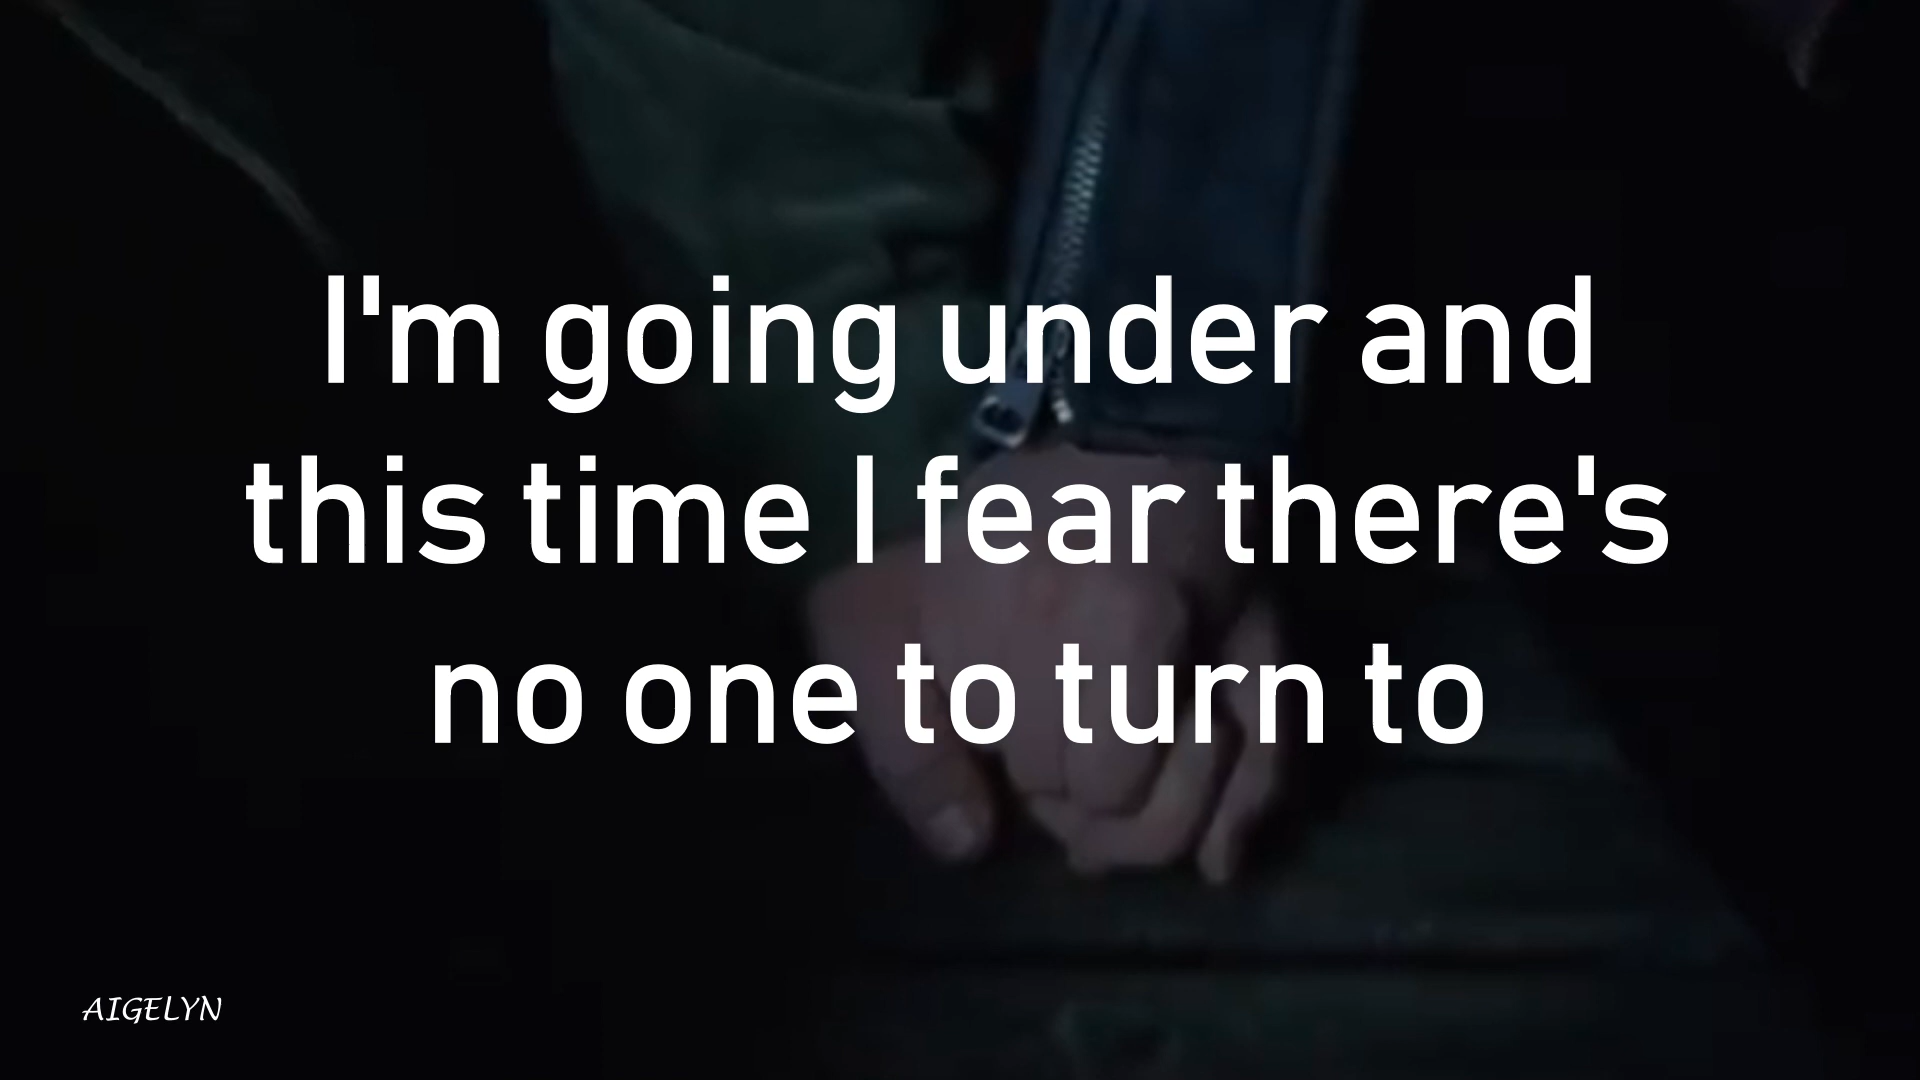 I'm going under and
this time I fear there's
no one to turn to
AIGELYN